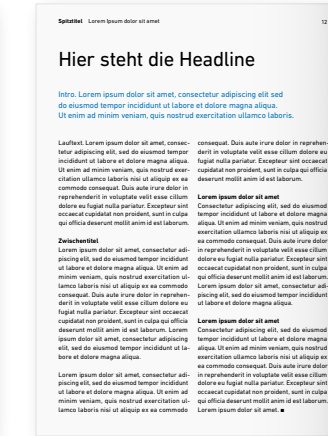 Spitztitel Lorem Ipsum dolor sit amet
12
Hier steht die Headline
Intro. Lorem ipsum dolor sit amet, consectetur adipiscing elit sed
do eiusmod tempor incididunt ut labore et dolore magna aliqua.
Ut enim ad minim veniam, quis nostrud exercitation ullamco laboris.
Lauftext. Lorem ipsum dolor sit amet, consec-
tetur adipiscing elit, sed do eiusmod tempor
incididunt ut labore et dolore magna aliqua.
Ut enim ad minim veniam, quis nostrud exer-
citation ullamco laboris nisi ut aliquip ex ea
commodo consequat. Duis aute irure dolor in
reprehenderit in voluptate velit esse cillum
dolore eu fugiat nulla pariatur. Excepteur sint
occaecat cupidatat non proident, sunt in culpa
qui officia deserunt mollit anim id est laborum.
Zwischentitel
Lorem ipsum dolor sit amet, consectetur adi-
piscing elit, sed do eiusmod tempor incididunt
ut labore et dolore magna aliqua. Ut enim ad
minim veniam, quis nostrud exercitation ul-
lamco laboris nisi ut aliquip ex ea commodo
consequat. Duis aute irure dolor in reprehen-
derit in voluptate velit esse cillum dolore eu
fugiat nulla pariatur. Excepteur sint occaecat
cupidatat non proident, sunt in culpa qui officia
deserunt mollit anim id est laborum. Lorem
ipsum dolor sit amet, consectetur adipiscing
elit, sed do eiusmod tempor incididunt ut la-
bore et dolore magna aliqua.
Lorem ipsum dolor sit amet, consectetur adi-
piscing elit, sed do eiusmod tempor incididunt
ut labore et dolore magna aliqua. Ut enim ad
minim veniam, quis nostrud exercitation ul-
lamco laboris nisi ut aliquip ex ea commodo
consequat. Duis aute irure dolor in reprehen-
derit in voluptate velit esse cillum dolore eu
fugiat nulla pariatur. Excepteur sint occaecat
cupidatat non proident, sunt in culpa qui officia
deserunt mollit anim id est laborum.
Lorem ipsum dolor sit amet
Consectetur adipiscing elit, sed do eiusmod
tempor incididunt ut labore et dolore magna
aliqua. Ut enim ad minim veniam, quis nostrud
exercitation ullamco laboris nisi ut aliquip ex
ea commodo consequat. Duis aute irure dolor
in reprehenderit in voluptate velit esse cillum
dolore eu fugiat nulla pariatur. Excepteur sint
occaecat cupidatat non proident, sunt in culpa
qui officia deserunt mollit anim id est laborum.
Lorem ipsum dolor sit amet, consectetur adi-
piscing elit, sed do eiusmod tempor incididunt
ut labore et dolore magna aliqua.
Lorem ipsum dolor sit amet
Consectetur adipiscing elit, sed do eiusmod
tempor incididunt ut labore et dolore magna
aliqua. Ut enim ad minim veniam, quis nostrud
exercitation ullamco laboris nisi ut aliquip ex
ea commodo consequat. Duis aute irure dolor
in reprehenderit in voluptate velit esse cillum
dolore eu fugiat nulla pariatur. Excepteur sint
occaecat cupidatat non proident, sunt in culpa
qui officia deserunt mollit anim id est laborum.
Lorem ipsum dolor sit amet. ■